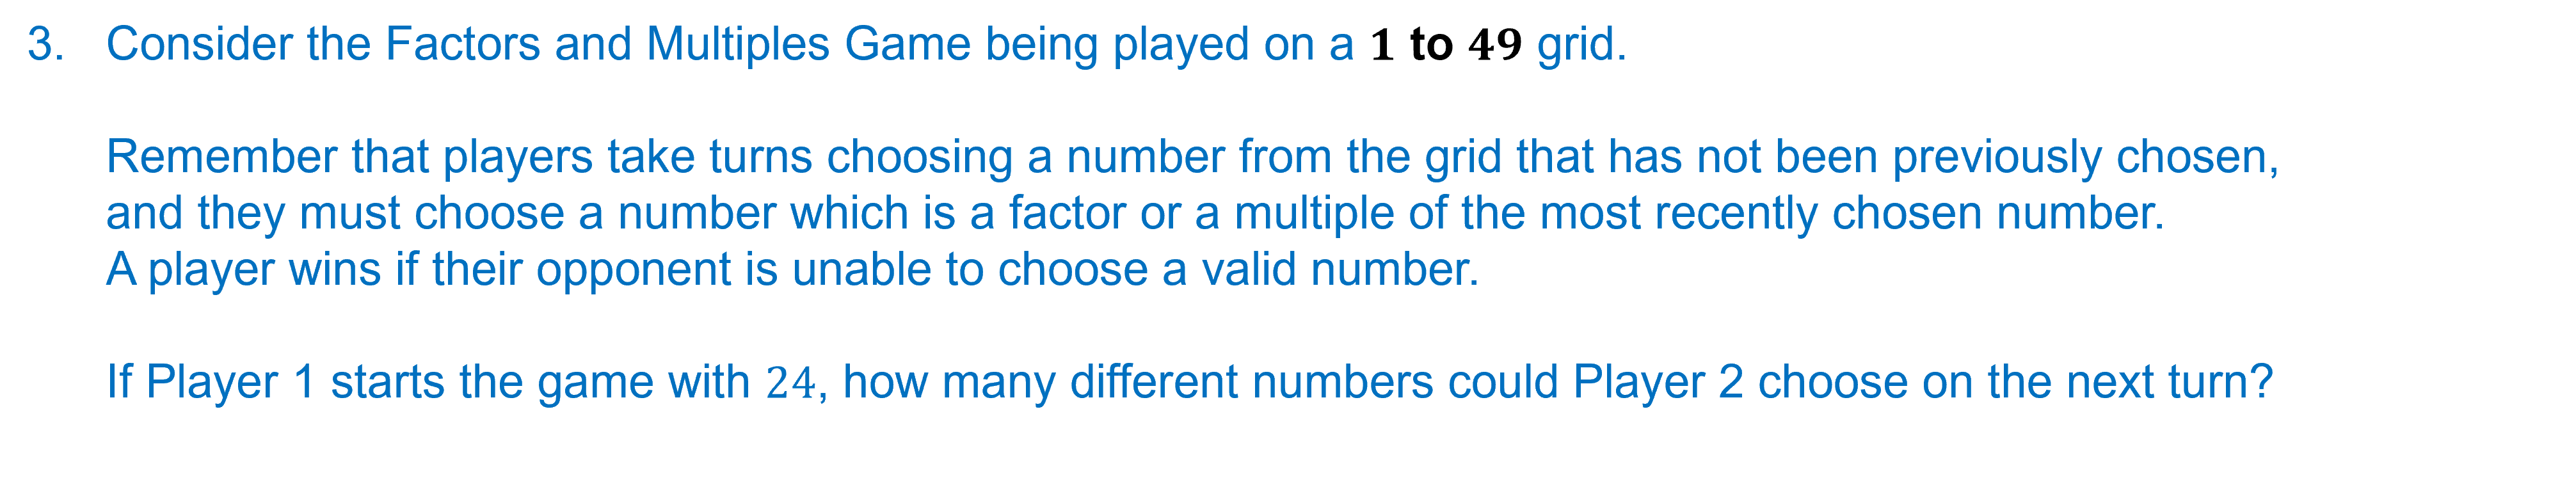 3. Consider the Factors and Multiples Game being played on a 1 to 49 grid.
Remember that players take turns choosing a number from the grid that has not been previously chosen,
and they must choose a number which is a factor or a multiple of the most recently chosen number.
A player wins if their opponent is unable to choose a valid number.
If Player 1 starts the game with 24, how many different numbers could Player 2 choose on the next turn?